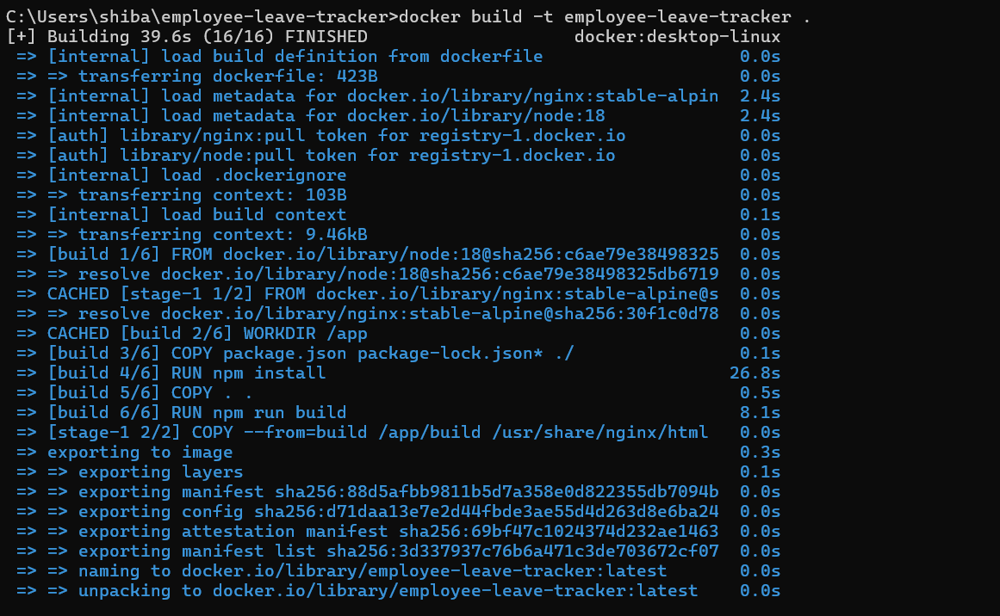 C:\Users\shiba\employee-leave-tracker>docker build -t employee-leave-tracker .
[+] Building 39.6s (16/16) FINISHED docker:desktop-linux
=> [internal] load build definition from dockerfile 0.0s
=> => transferring dockerfile: 423B 0.0s
=> [internal] load metadata for docker.io/library/nginx:stable-alpin 2.4s
=> [internal] load metadata for docker.io/library/node:18 2.4s
=> [auth] library/nginx:pull token for registry-1.docker.io 0.0s
=> [auth] library/node:pull token for registry-1.docker.io 0.0s
=> [internal] load .dockerignore 0.0s
=> => transferring context: 103B 0.0s
=> [internal] load build context 0.1s
=> => transferring context: 9.46kB 0.0s
=> [build 1/6] FROM docker.io/library/node:18@sha256:c6ae79e38498325 0.0s
=> => resolve docker.io/library/node:18@sha256:c6ae79e38498325db6719 0.0s
=> CACHED [stage-1 1/2] FROM docker.io/library/nginx:stable-alpine@s 0.0s
=> => resolve docker.io/library/nginx:stable-alpine@sha256:30f1c0d78 0.0s
=> CACHED [build 2/6] WORKDIR /app 0.0s
=> [build 3/6] COPY package.json package-lock.json* ./ 0.1s
=> [build 4/6] RUN npm install 26.8s
=> [build 5/6] COPY . . 0.5s
=> [build 6/6] RUN npm run build 8.1s
=> [stage-1 2/2] COPY --from=build /app/build /usr/share/nginx/html 0.0s
=> exporting to image 0.3s
=> => exporting layers 0.1s
=> => exporting manifest sha256:88d5afbb9811b5d7a358e0d822355db7094b 0.0s
=> => exporting config sha256:d71daa13e7e2d44fbde3ae55d4d263d8e6ba24 0.0s
=> => exporting attestation manifest sha256:69bf47c1024374d232ae1463 0.0s
=> => exporting manifest list sha256:3d337937c76b6a471c3de703672cf07 0.0s
=> => naming to docker.io/library/employee-leave-tracker:latest 0.0s
=> => unpacking to docker.io/library/employee-leave-tracker:latest 0.0s